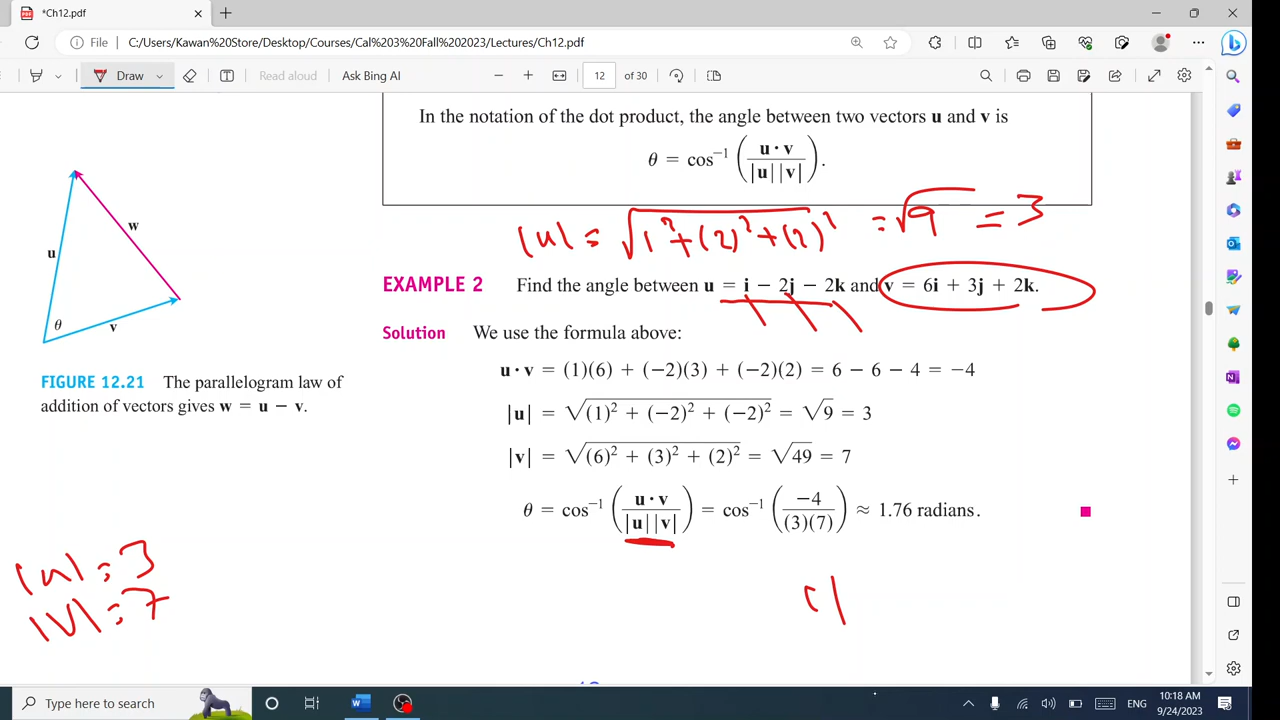 *Ch12.pdf
File C:/Users/Kawan%20Store/Desktop/Courses/Cal%203%20Fall%202023/Lectures/Ch12.pdf
Draw Read aloud Ask Bing AI 12 of 30
In the notation of the dot product, the angle between two vectors u and v is
θ = cos⁻¹ (u · v / |u||v|).
|u| = √1²+(2)²+(2)² = √9 = 3
w
u
θ
v
EXAMPLE 2 Find the angle between u = i − 2j − 2k and v = 6i + 3j + 2k.
Solution We use the formula above:
u · v = (1)(6) + (−2)(3) + (−2)(2) = 6 − 6 − 4 = −4
FIGURE 12.21 The parallelogram law of
addition of vectors gives w = u − v.
|u| = √(1)² + (−2)² + (−2)² = √9 = 3
|v| = √(6)² + (3)² + (2)² = √49 = 7
θ = cos⁻¹ (u · v / |u||v|) = cos⁻¹ (−4 / (3)(7)) ≈ 1.76 radians.
|u| = 3
|v| = 7
Type here to search
ENG
10:18 AM
9/24/2023